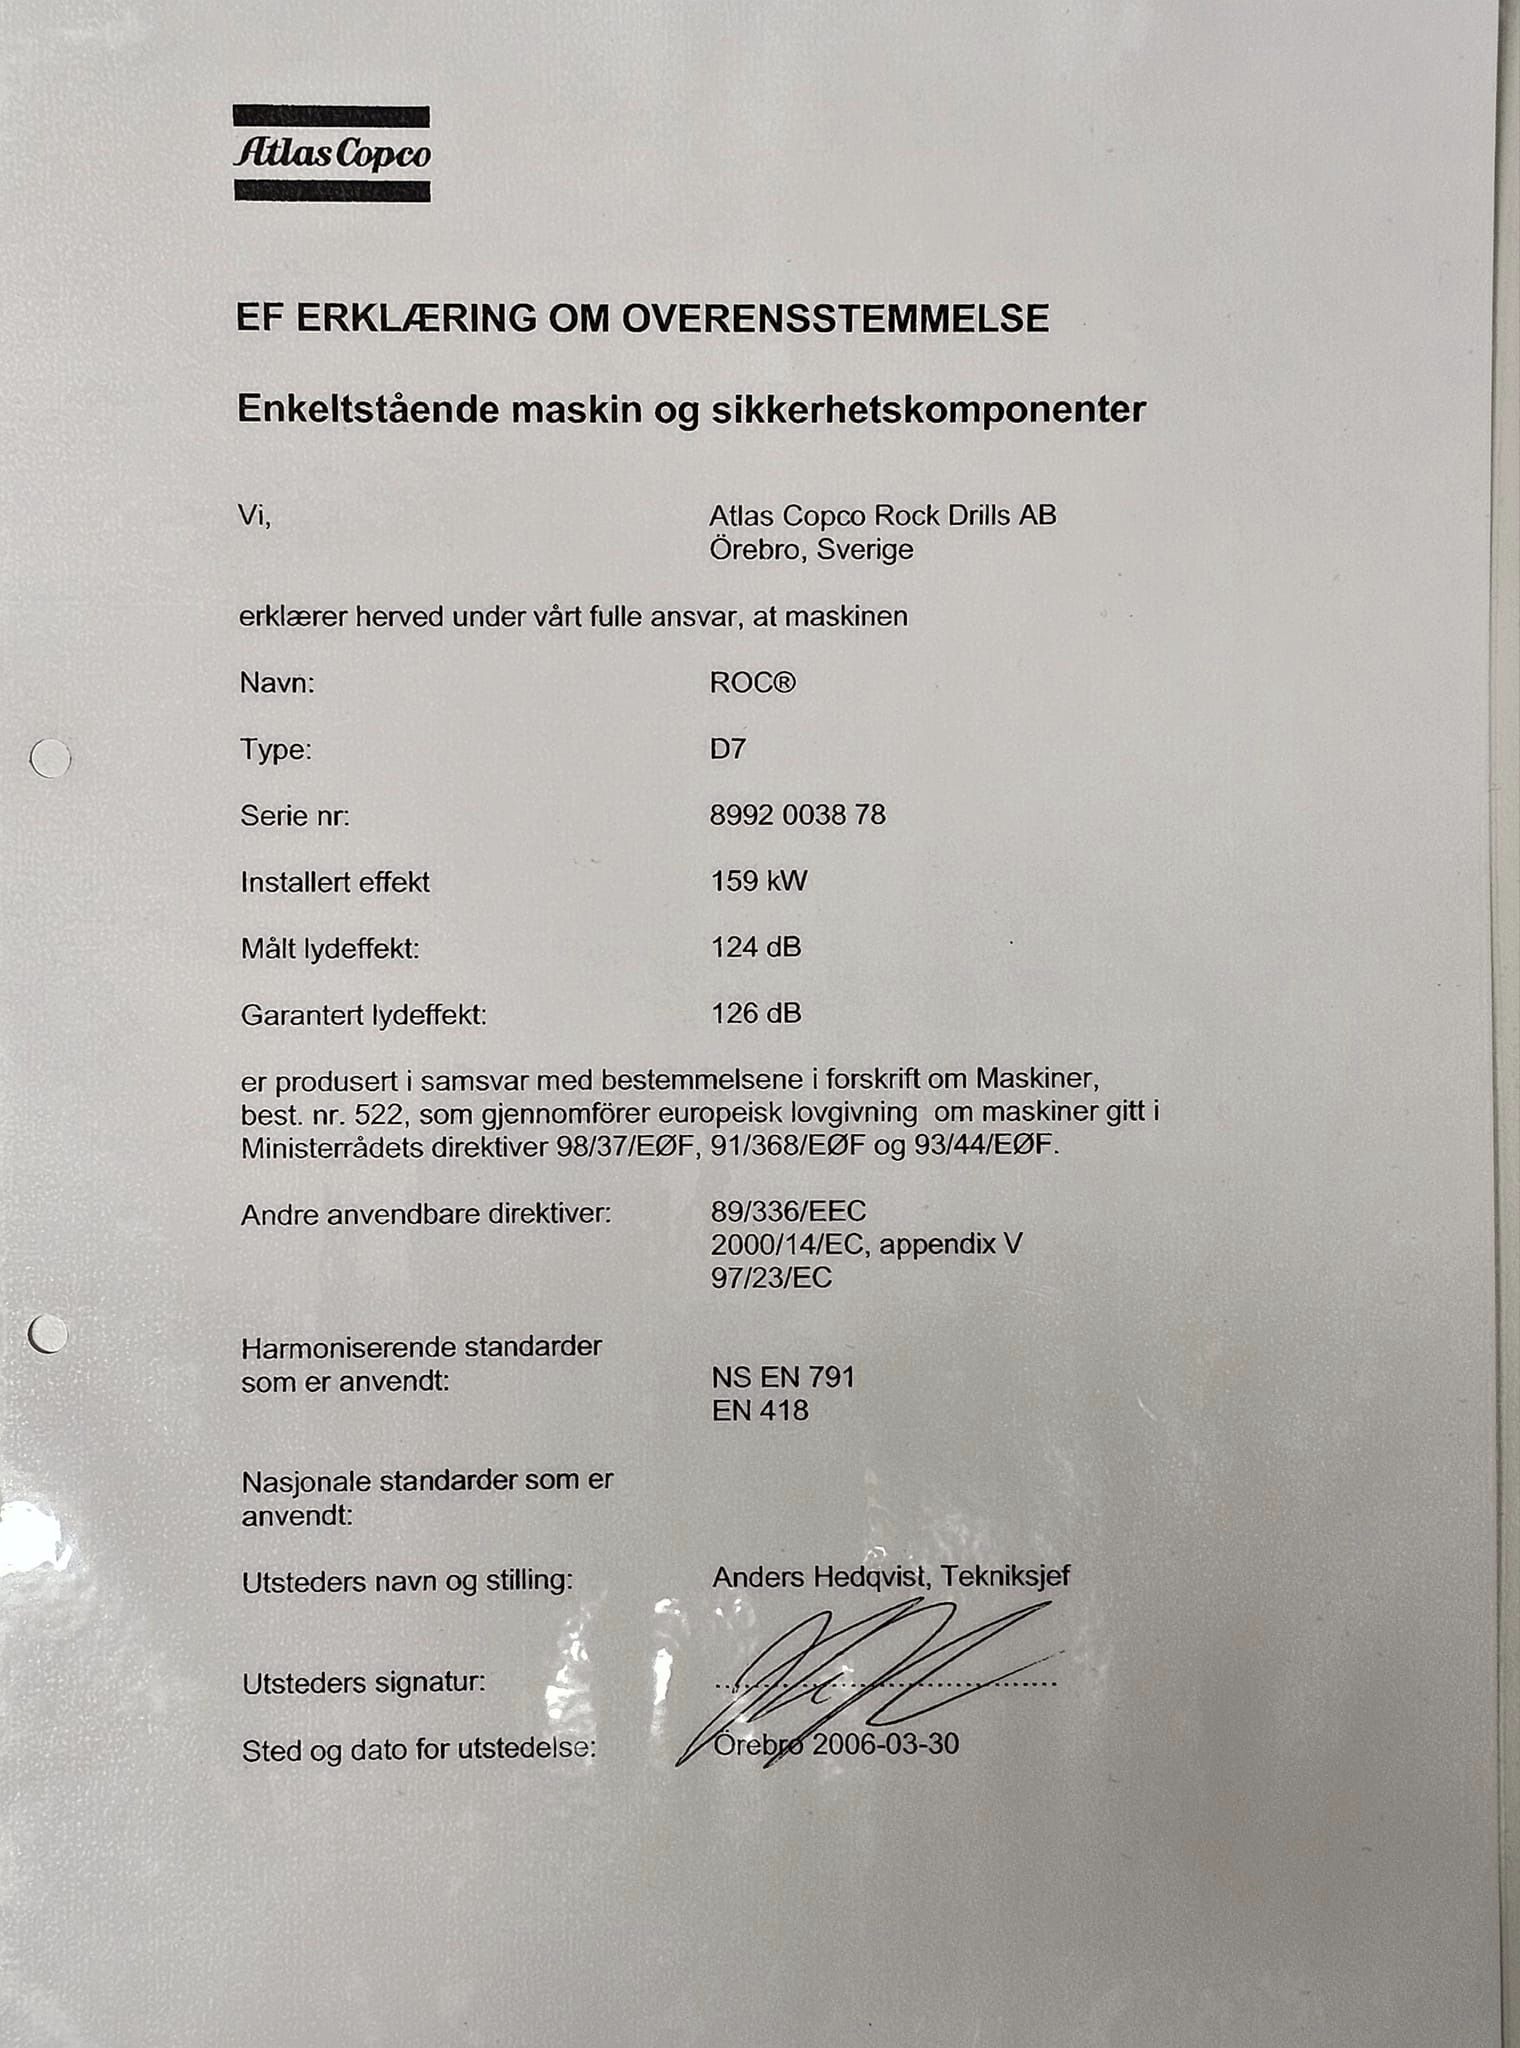 Atlas Copco
EF ERKLÆRING OM OVERENSSTEMMELSE
Enkeltstående maskin og sikkerhetskomponenter
Vi, Atlas Copco Rock Drills AB
Örebro, Sverige
erklærer herved under vårt fulle ansvar, at maskinen
Navn: ROC®
Type: D7
Serie nr: 8992 0038 78
Installert effekt 159 kW
Målt lydeffekt: 124 dB
Garantert lydeffekt: 126 dB
er produsert i samsvar med bestemmelsene i forskrift om Maskiner,
best. nr. 522, som gjennomförer europeisk lovgivning om maskiner gitt i
Ministerrådets direktiver 98/37/EØF, 91/368/EØF og 93/44/EØF.
Andre anvendbare direktiver: 89/336/EEC
2000/14/EC, appendix V
97/23/EC
Harmoniserende standarder
som er anvendt: NS EN 791
EN 418
Nasjonale standarder som er
anvendt:
Utsteders navn og stilling: Anders Hedqvist, Tekniksjef
Utsteders signatur:
Sted og dato for utstedelse: Örebro 2006-03-30